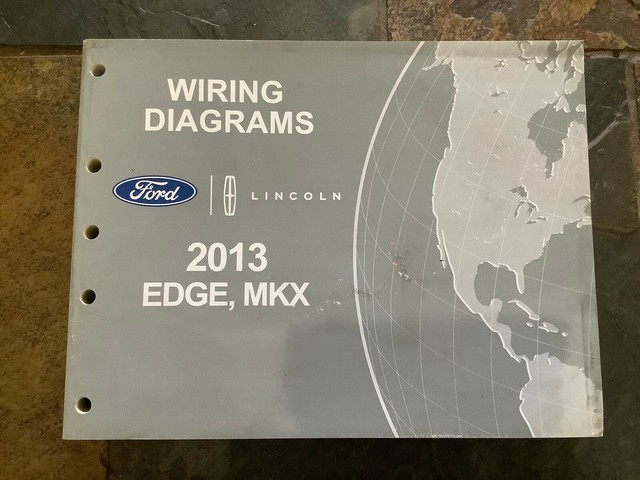 WIRING
DIAGRAMS
Ford | LINCOLN
2013
EDGE, MKX